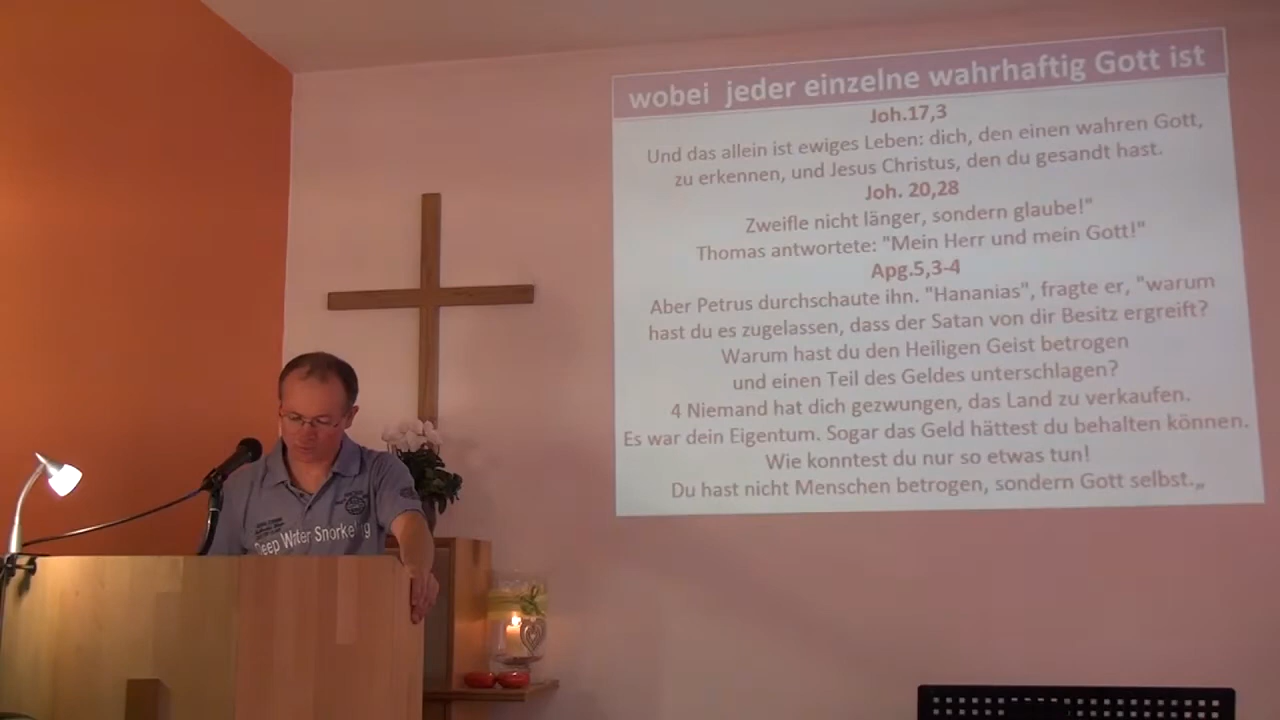 wobei jeder einzelne wahrhaftig Gott ist
Joh.17,3
Und das allein ist ewiges Leben: dich, den einen wahren Gott,
zu erkennen, und Jesus Christus, den du gesandt hast.
Joh. 20,28
Zweifle nicht länger, sondern glaube!"
Thomas antwortete: "Mein Herr und mein Gott!"
Apg.5,3-4
Aber Petrus durchschaute ihn. "Hananias", fragte er, "warum
hast du es zugelassen, dass der Satan von dir Besitz ergreift?
Warum hast du den Heiligen Geist betrogen
und einen Teil des Geldes unterschlagen?
4 Niemand hat dich gezwungen, das Land zu verkaufen.
Es war dein Eigentum. Sogar das Geld hättest du behalten können.
Wie konntest du nur so etwas tun!
Du hast nicht Menschen betrogen, sondern Gott selbst.„
Deep Water Snorkeling